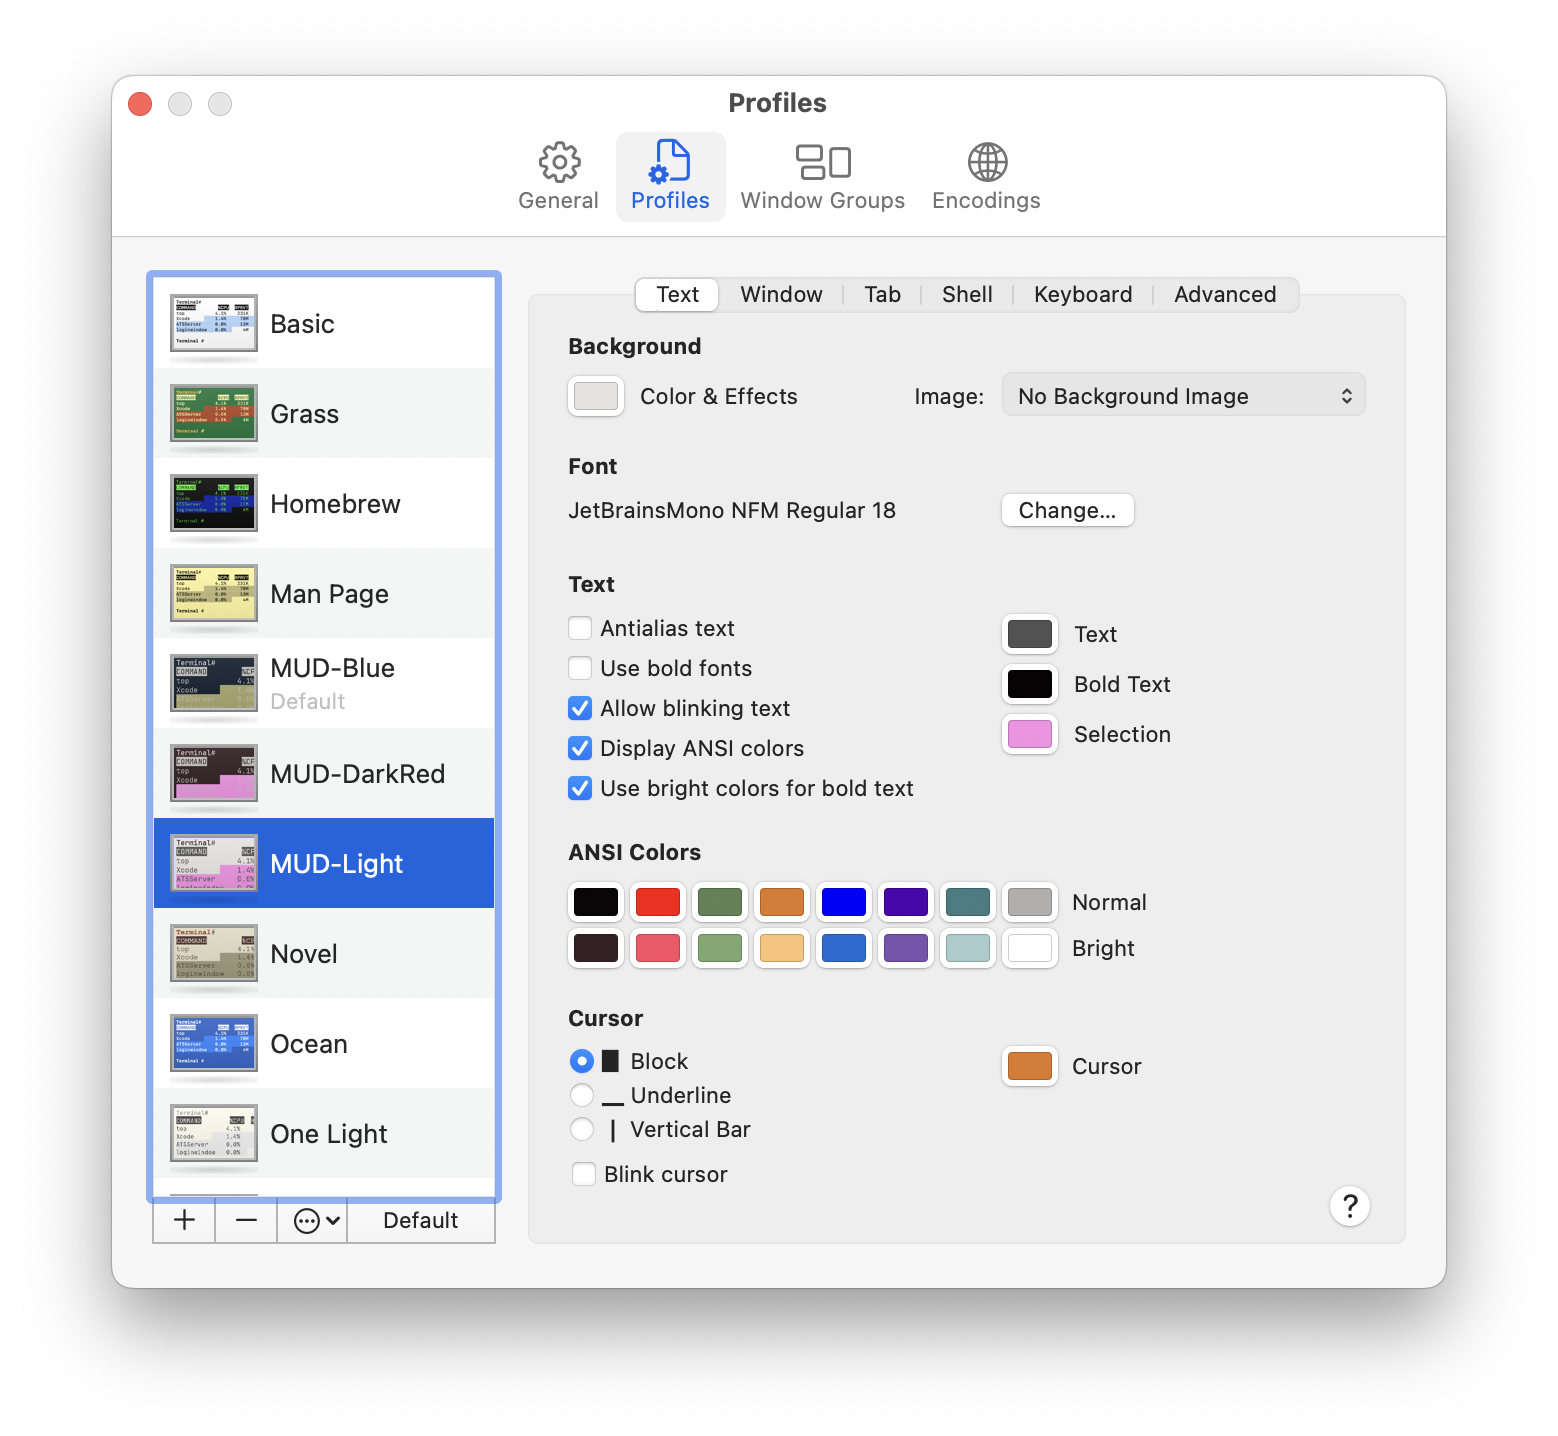 Profiles
General
Profiles
Window Groups
Encodings
Basic
Grass
Homebrew
Man Page
MUD-Blue
Default
MUD-DarkRed
MUD-Light
Novel
Ocean
One Light
Default
Text
Window
Tab
Shell
Keyboard
Advanced
Background
Color & Effects
Image:
No Background Image
Font
JetBrainsMono NFM Regular 18
Change...
Text
Antialias text
Use bold fonts
Allow blinking text
Display ANSI colors
Use bright colors for bold text
Text
Bold Text
Selection
ANSI Colors
Normal
Bright
Cursor
Block
Underline
Vertical Bar
Blink cursor
Cursor
?